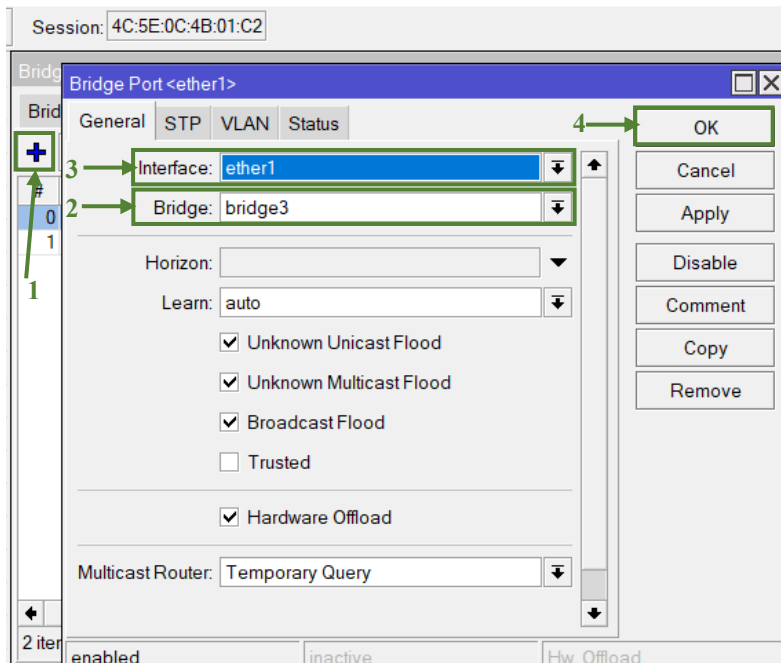 Session: 4C:5E:0C:4B:01:C2
Bridg
Bridge Port <ether1>
Brid
General STP VLAN Status
4
OK
3
Interface: ether1
Cancel
#
2
Bridge: bridge3
Apply
0
1
Horizon:
Disable
1
Learn: auto
Comment
Unknown Unicast Flood
Copy
Unknown Multicast Flood
Remove
Broadcast Flood
Trusted
Hardware Offload
Multicast Router: Temporary Query
2 iter
enabled inactive Hw. Offload